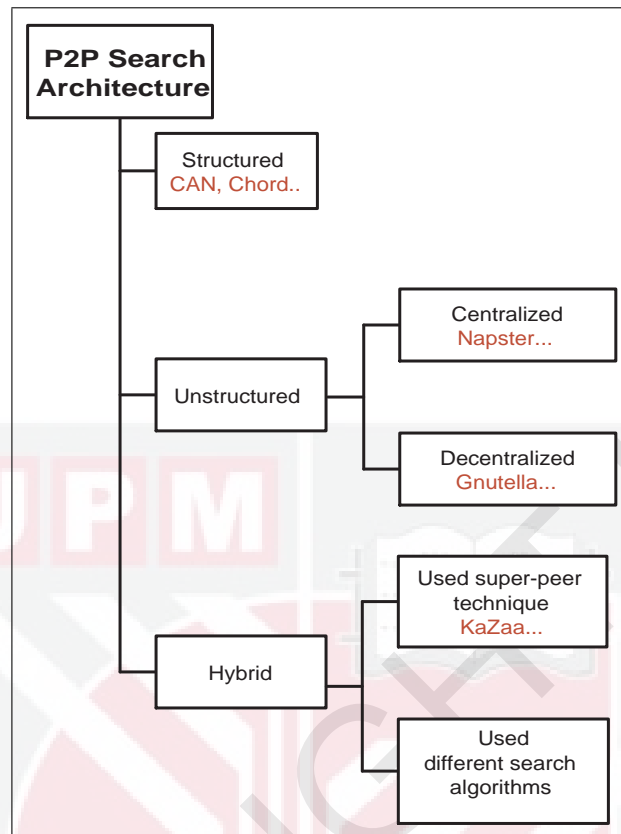 P2P Search
Architecture
Structured
CAN, Chord..
Centralized
Napster...
Unstructured
Decentralized
Gnutella...
UPM
Used super-peer
technique
KaZaa...
Hybrid
Used
different search
algorithms